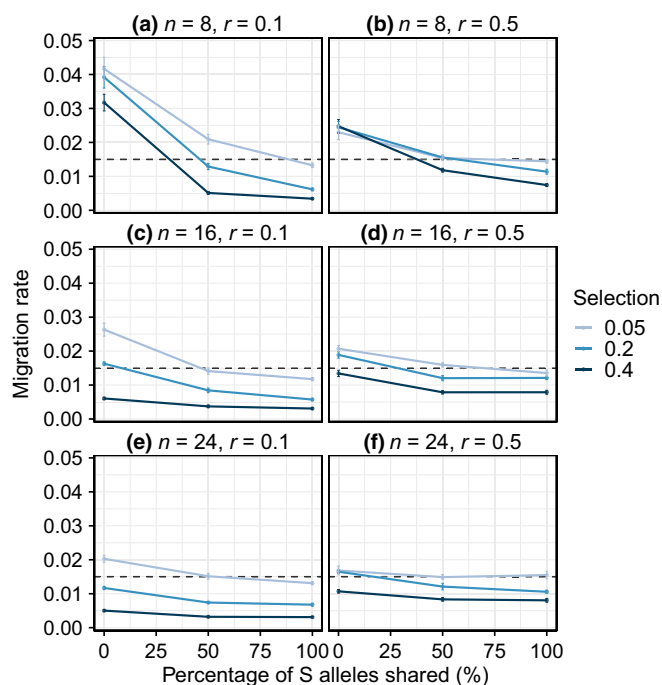 (a) n = 8, r = 0.1
(b) n = 8, r = 0.5
0.05
0.04
0.03
0.02
0.01
0.00
(c) n = 16, r = 0.1
(d) n = 16, r = 0.5
0.05
0.04
0.03
0.02
0.01
0.00
Migration rate
Selection
0.05
0.2
0.4
(e) n = 24, r = 0.1
(f) n = 24, r = 0.5
0.05
0.04
0.03
0.02
0.01
0.00
0 25 50 75 100 0 25 50 75 100
Percentage of S alleles shared (%)